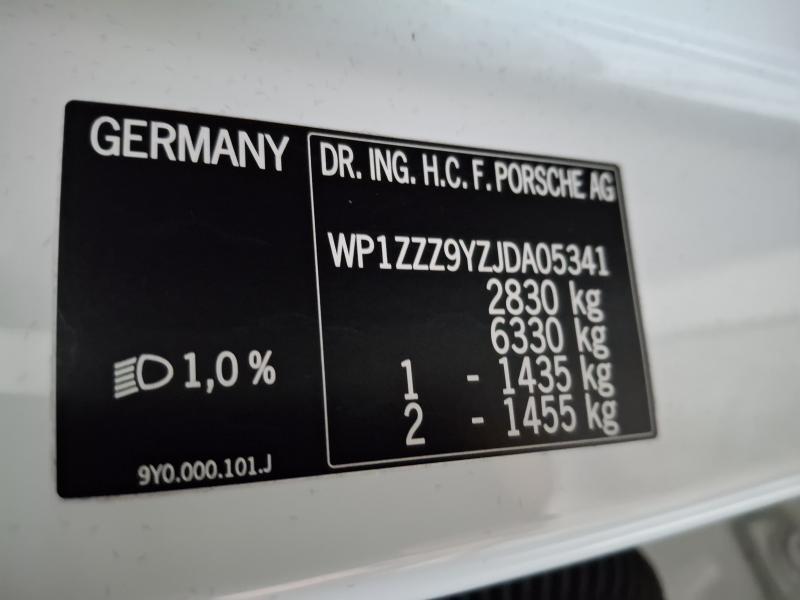 GERMANY
DR. ING. H.C. F. PORSCHE AG
WP1ZZZ9YZJDA05341
2830 kg
6330 kg
1 - 1435 kg
2 - 1455 kg
1,0 %
9Y0.000.101.J